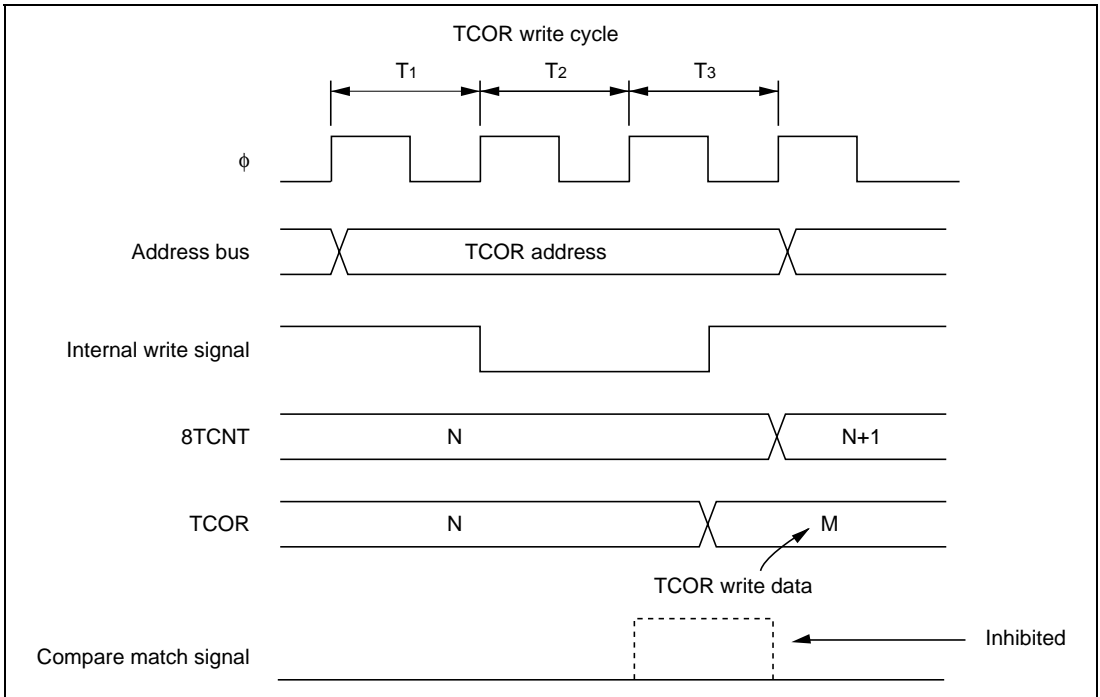 TCOR write cycle
T1 T2 T3
φ
Address bus TCOR address
Internal write signal
8TCNT N N+1
TCOR N M
TCOR write data
Inhibited
Compare match signal